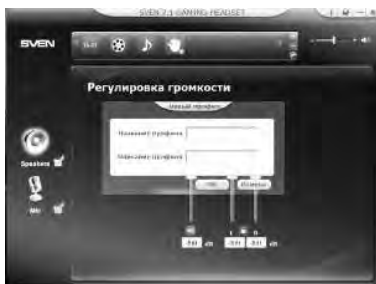 SVEN 7.1 GAMING HEADSET
SVEN
Регулировка громкости
Новый профиль
Название профиля
Описание профиля
OK
Отмена
Speakers
Mic
L
R
dB
dB